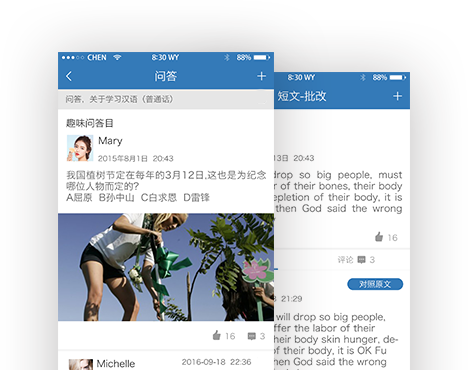 CHEN 8:30 WY 88%
问答
问答，关于学习汉语（普通话）
趣味问答目
Mary
2015年8月1日 20:43
我国植树节定在每年的3月12日,这也是为纪念
哪位人物而定的?
A屈原 B孙中山 C白求恩 D雷锋
16 3
Michelle 2016-09-18 22:36
8:30 WY 88%
短文-批改
3日 20:43
drop so big people, must
r of their bones, their body
epletion of their body, it is
then God said the wrong
16
评论 3
对照原文
21:29
will drop so big people,
ffer the labor of their
their body skin hunger, de-
of their body, it is OK Fu